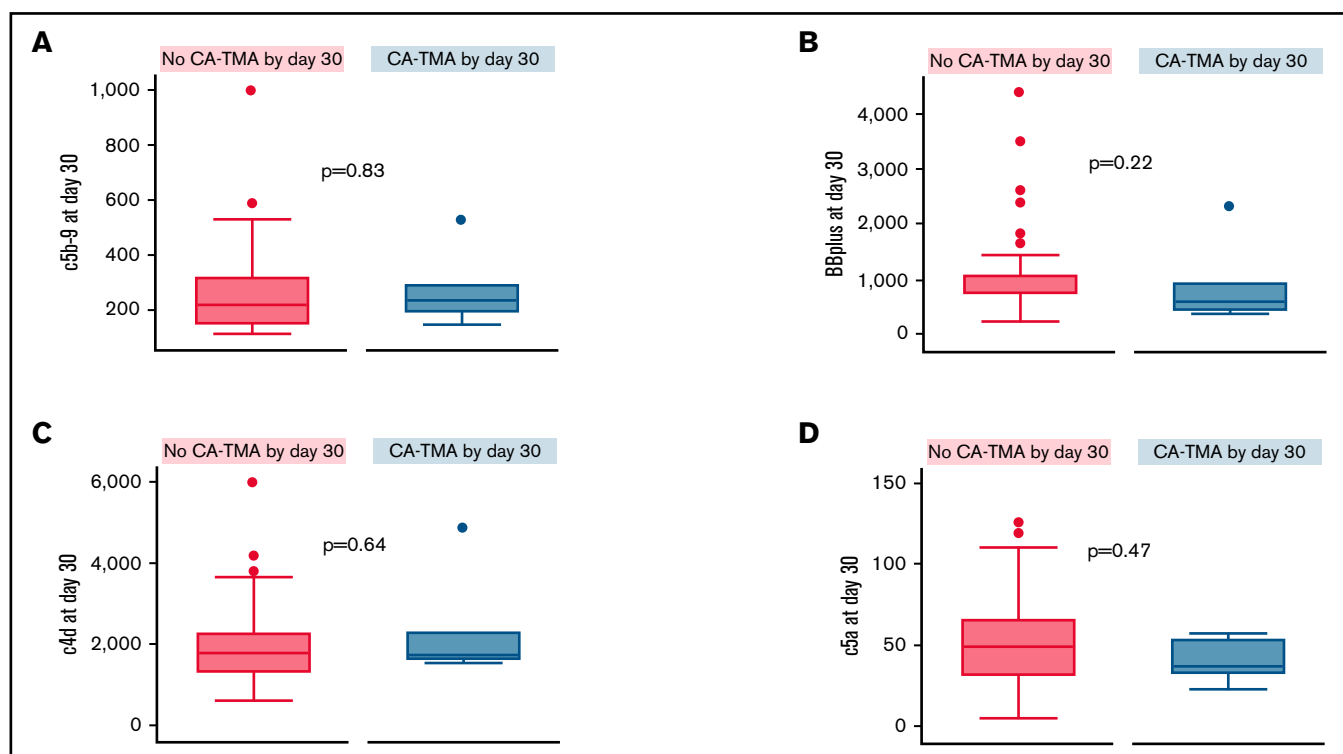 A
No CA-TMA by day 30
CA-TMA by day 30
c5b-9 at day 30
1,000
800
600
400
200
p=0.83
B
No CA-TMA by day 30
CA-TMA by day 30
BBplus at day 30
4,000
3,000
2,000
1,000
0
p=0.22
C
No CA-TMA by day 30
CA-TMA by day 30
c4d at day 30
6,000
4,000
2,000
0
p=0.64
D
No CA-TMA by day 30
CA-TMA by day 30
c5a at day 30
150
100
50
0
p=0.47